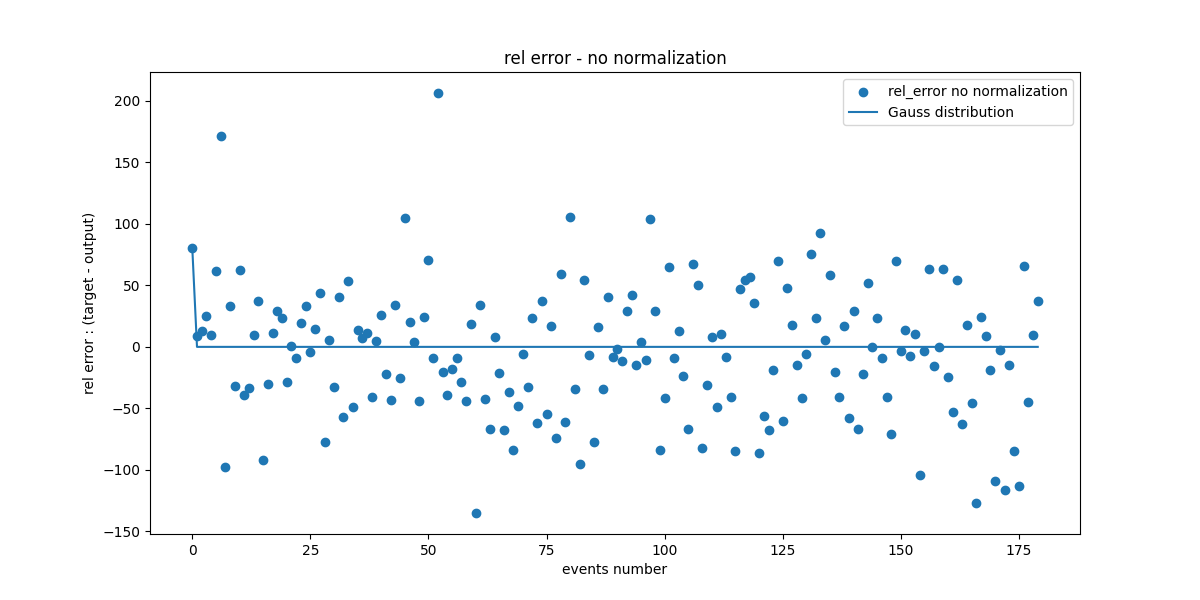 rel error - no normalization
rel_error no normalization
Gauss distribution
rel error : (tarrget - output)
200
150
100
50
0
−50
−100
−150
0 25 50 75 100 125 150 175
events number